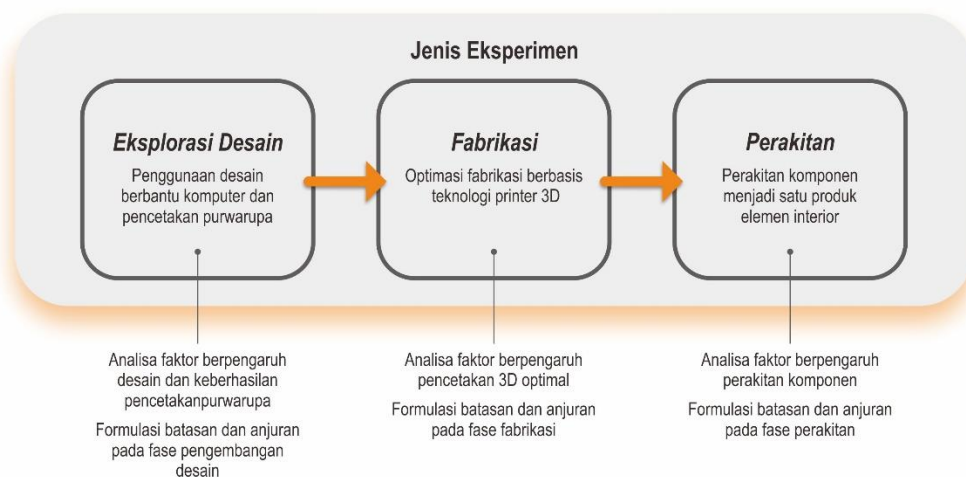 Jenis Eksperimen
Eksplorasi Desain
Penggunaan desain
berbantu komputer dan
pencetakan purwarupa
Fabrikasi
Optimasi fabrikasi berbasis
teknologi printer 3D
Perakitan
Perakitan komponen
menjadi satu produk
elemen interior
Analisa faktor berpengaruh
desain dan keberhasilan
pencetakanpurwarupa
Formulasi batasan dan anjuran
pada fase pengembangan
desain
Analisa faktor berpengaruh
pencetakan 3D optimal
Formulasi batasan dan anjuran
pada fase fabrikasi
Analisa faktor berpengaruh
perakitan komponen
Formulasi batasan dan anjuran
pada fase perakitan